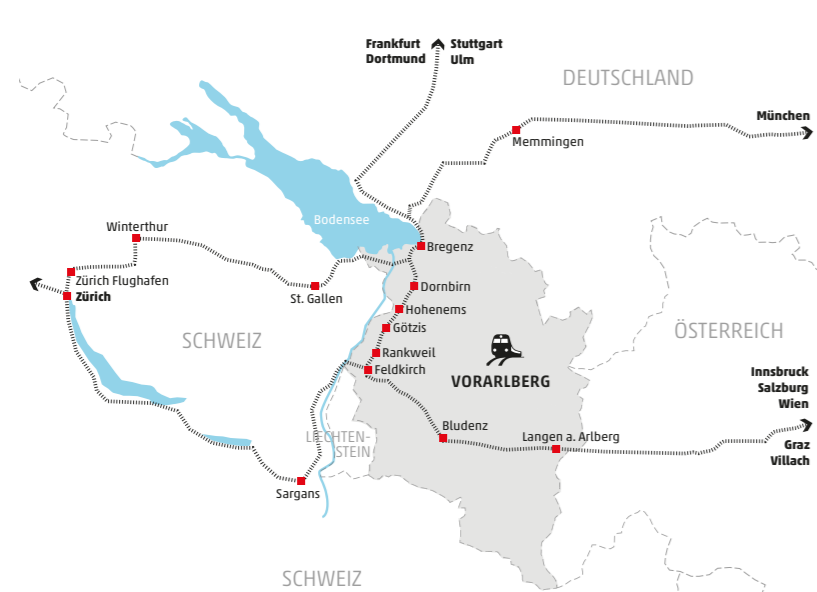 Frankfurt
Dortmund
Stuttgart
Ulm
DEUTSCHLAND
München
Memmingen
Bodensee
Winterthur
Bregenz
Zürich Flughafen
Zürich
St. Gallen
Dornbirn
Hohenems
Götzis
SCHWEIZ
ÖSTERREICH
Rankweil
Feldkirch
VORARLBERG
Innsbruck
Salzburg
Wien
Bludenz
Langen a. Arlberg
LIECHTEN-
STEIN
Graz
Villach
Sargans
SCHWEIZ